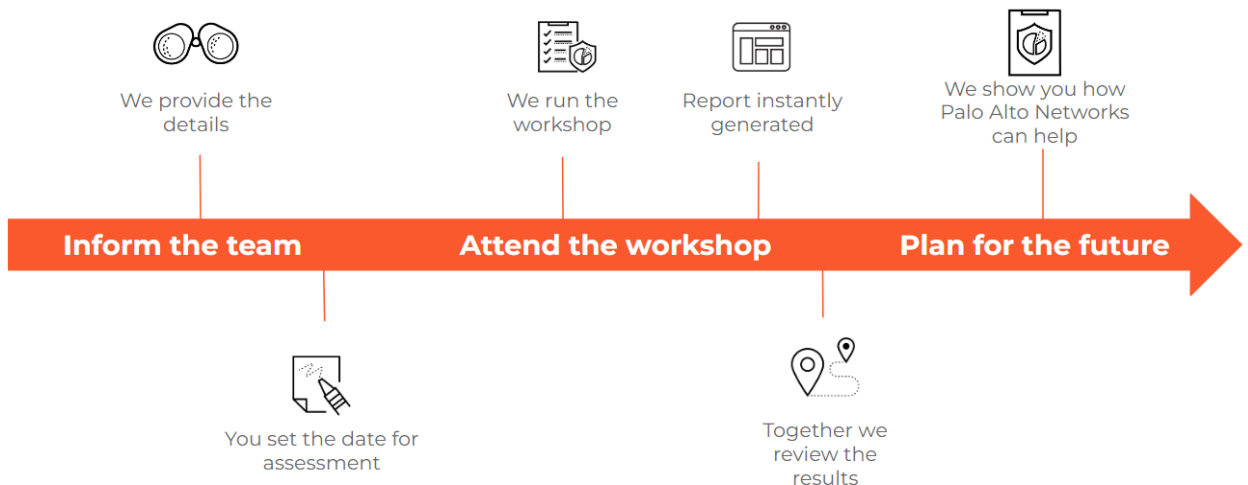 We provide the
details
We run the
workshop
Report instantly
generated
We show you how
Palo Alto Networks
can help
Inform the team
Attend the workshop
Plan for the future
You set the date for
assessment
Together we
review the
results